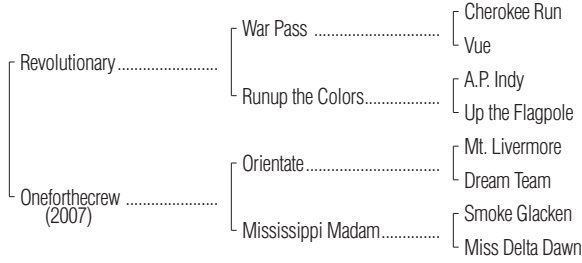 Cherokee Run
War Pass ..................
Vue
Revolutionary........................
A.P. Indy
Runup the Colors..................
Up the Flagpole
Mt. Livermore
Orientate................................
Dream Team
Oneforthecrew ......................
(2007)
Smoke Glacken
Mississippi Madam..............
Miss Delta Dawn